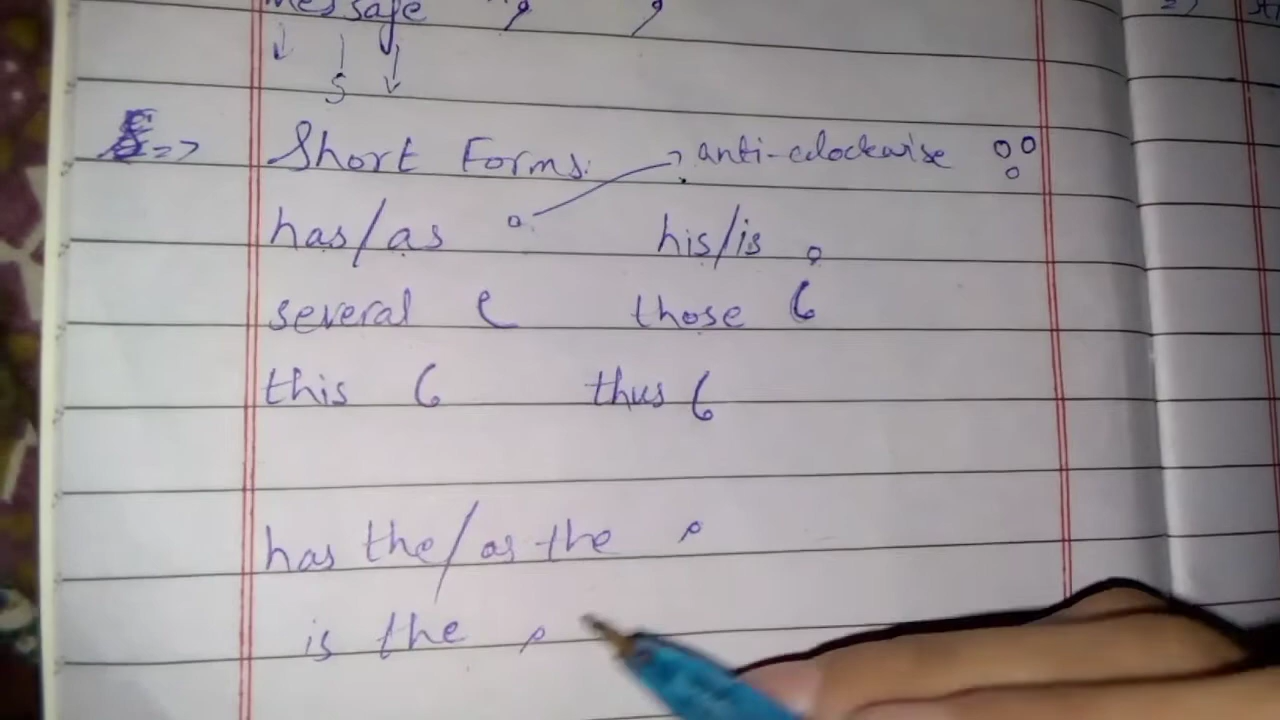 Message
S
Short Forms: anti-clockwise
has/as his/is
several those
this thus
has the/as the
is the